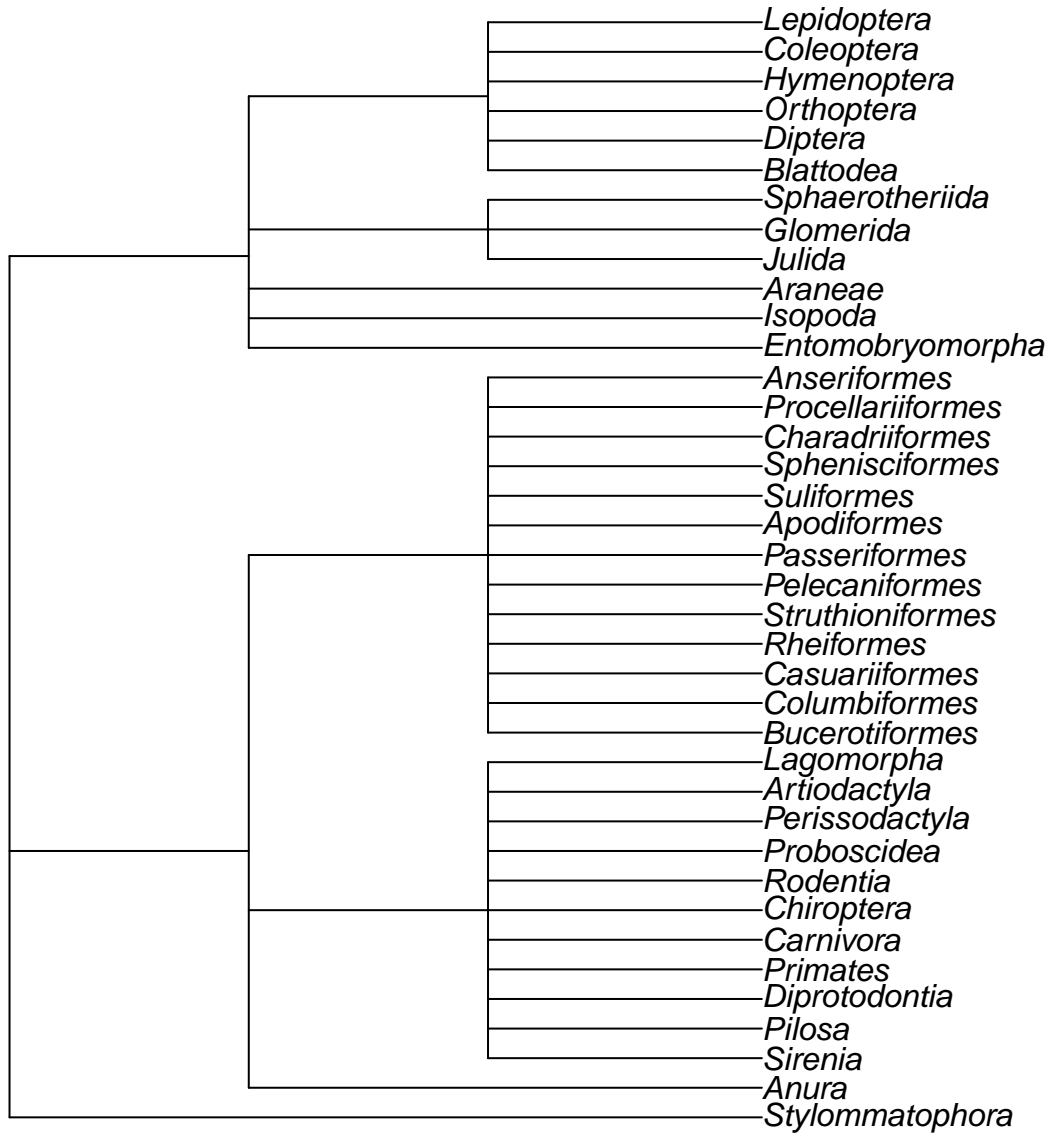 Lepidoptera
Coleoptera
Hymenoptera
Orthoptera
Diptera
Blattodea
Sphaerotheriida
Glomerida
Julida
Araneae
Isopoda
Entomobryomorpha
Anseriformes
Procellariiformes
Charadriiformes
Sphenisciformes
Suliformes
Apodiformes
Passeriformes
Pelecaniformes
Struthioniformes
Rheiformes
Casuariiformes
Columbiformes
Bucerotiformes
Lagomorpha
Artiodactyla
Perissodactyla
Proboscidea
Rodentia
Chiroptera
Carnivora
Primates
Diprotodontia
Pilosa
Sirenia
Anura
Stylommatophora